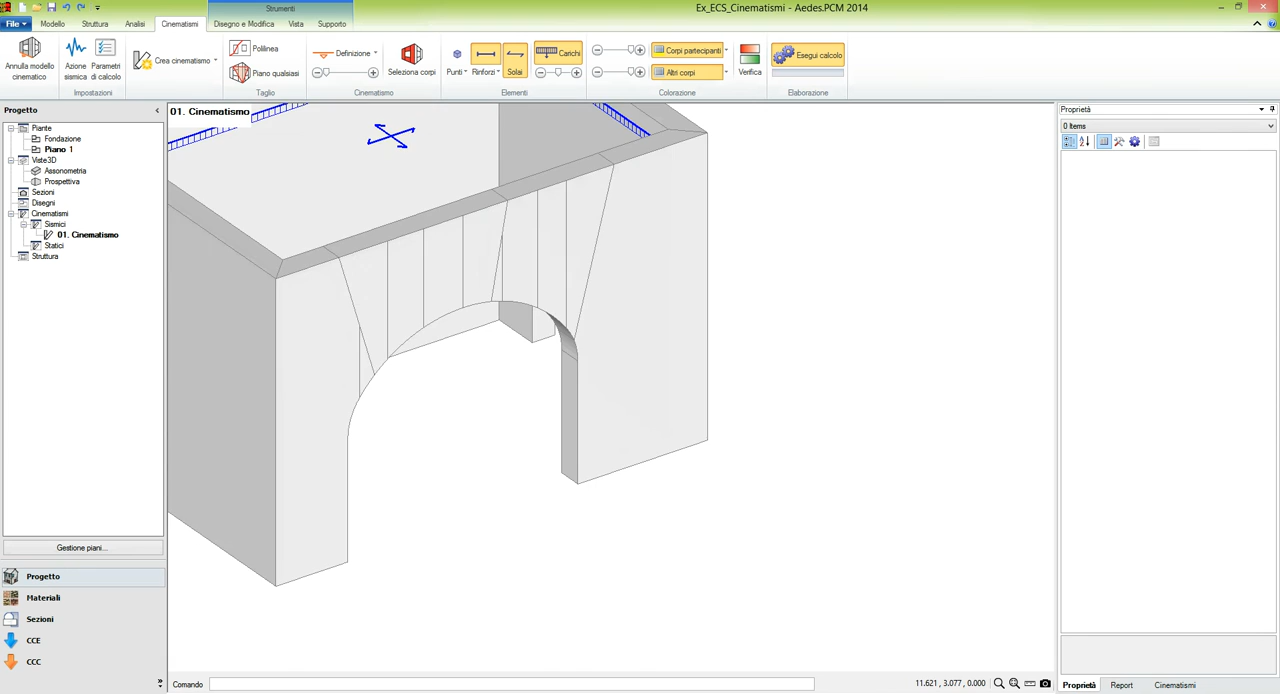 Strumenti
Ex_ECS_Cinematismi - Aedes.PCM 2014
File
Modello
Struttura
Analisi
Cinematismi
Disegno e Modifica
Vista
Supporto
Annulla modello cinematico
Azione sismica
Parametri di calcolo
Impostazioni
Crea cinematismo
Polilinea
Piano qualsiasi
Taglio
Definizione
Seleziona corpi
Cinematismo
Punti
Rinforzi
Solai
Carichi
Elementi
Corpi partecipanti
Altri corpi
Verifica
Colorazione
Esegui calcolo
Elaborazione
Progetto
Piante
Fondazione
Piano 1
Viste3D
Assonometria
Prospettiva
Sezioni
Disegni
Cinematismi
Sismici
01. Cinematismo
Statici
Struttura
Gestione piani...
Progetto
Materiali
Sezioni
CCE
CCC
01. Cinematismo
Comando
11.621 , 3.077 , 0.000
Proprietà
0 Items
Proprietà
Report
Cinematismi